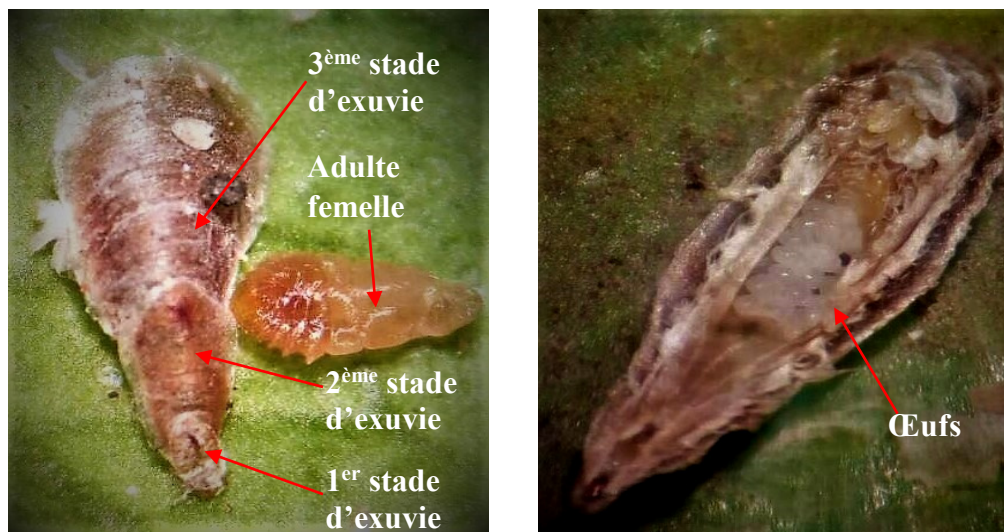 3ème stade
d'exuvie
Adulte
femelle
2ème stade
d'exuvie
1er stade
d'exuvie
Œufs